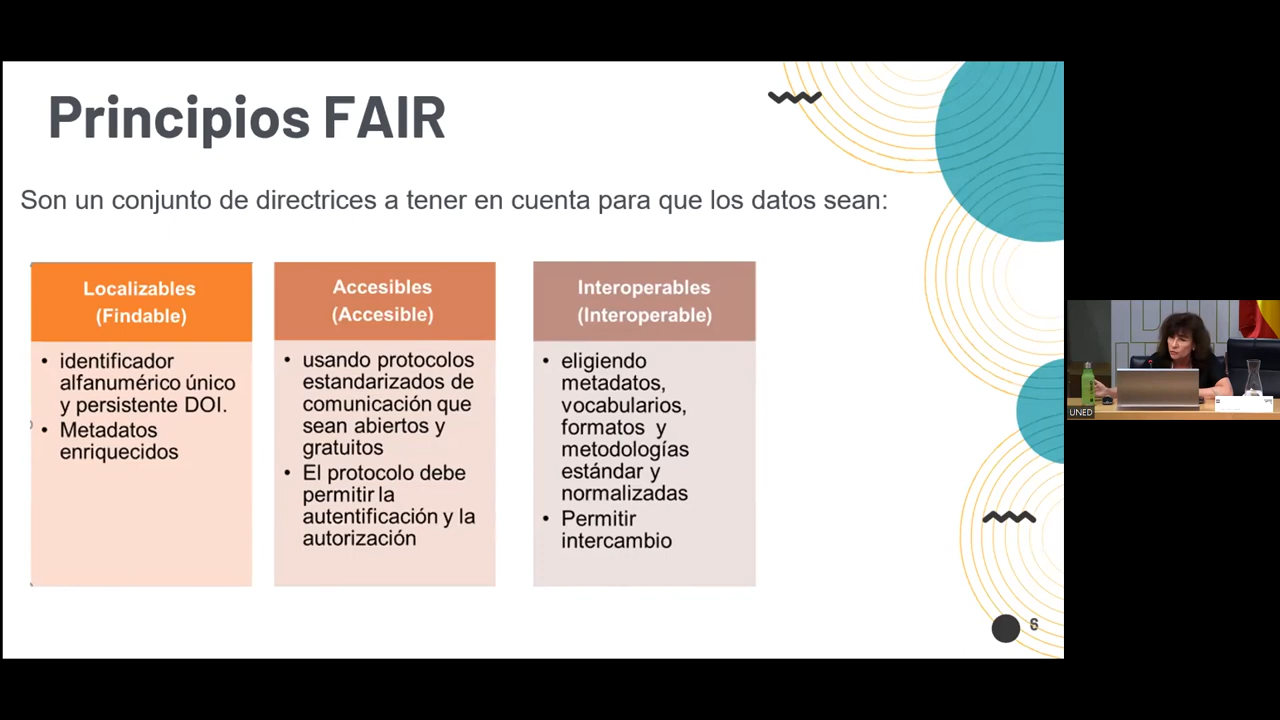 Principios FAIR
Son un conjunto de directrices a tener en cuenta para que los datos sean:
Localizables
(Findable)
• identificador
alfanumérico único
y persistente DOI.
• Metadatos
enriquecidos
Accesibles
(Accesible)
• usando protocolos
estandarizados de
comunicación que
sean abiertos y
gratuitos
• El protocolo debe
permitir la
autentificación y la
autorización
Interoperables
(Interoperable)
• eligiendo
metadatos,
vocabularios,
formatos y
metodologías
estándar y
normalizadas
• Permitir
intercambio
6
UNED